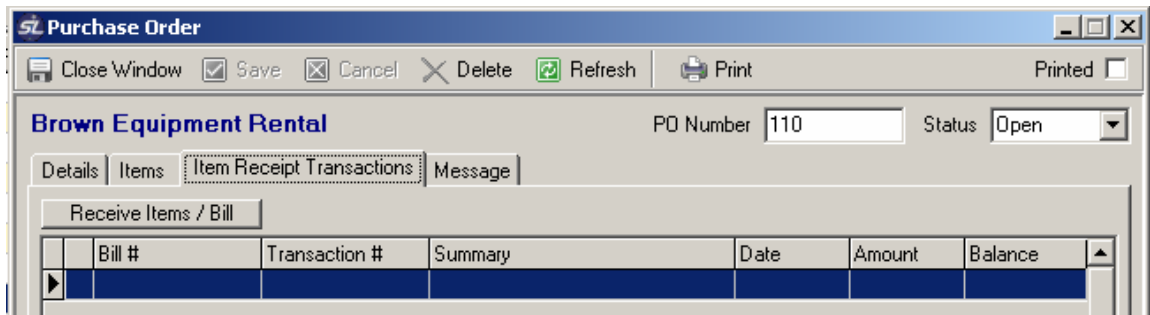 SL Purchase Order
Close Window Save Cancel Delete Refresh Print Printed
Brown Equipment Rental PO Number 110 Status Open
Details Items Item Receipt Transactions Message
Receive Items / Bill
Bill # Transaction # Summary Date Amount Balance